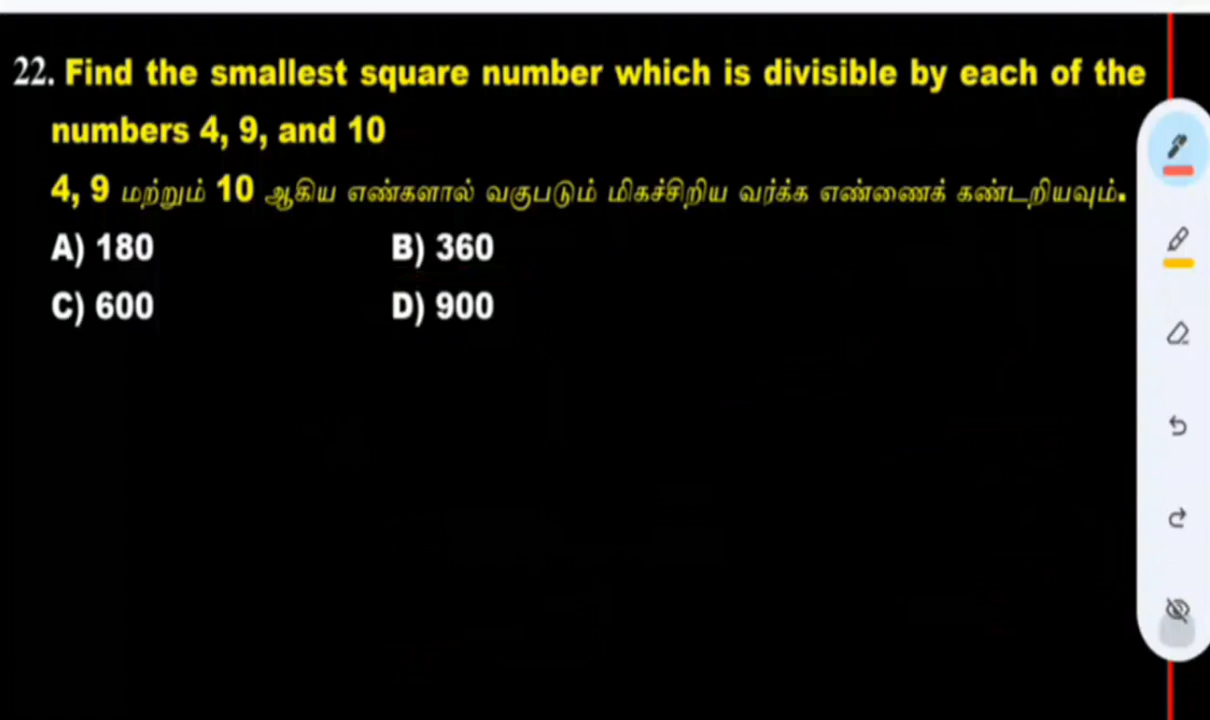 22. Find the smallest square number which is divisible by each of the
numbers 4, 9, and 10
4, 9 மற்றும் 10 ஆகிய எண்களால் வகுபடும் மிகச்சிறிய வர்க்க எண்ணைக் கண்டறியவும்.
A) 180 B) 360
C) 600 D) 900